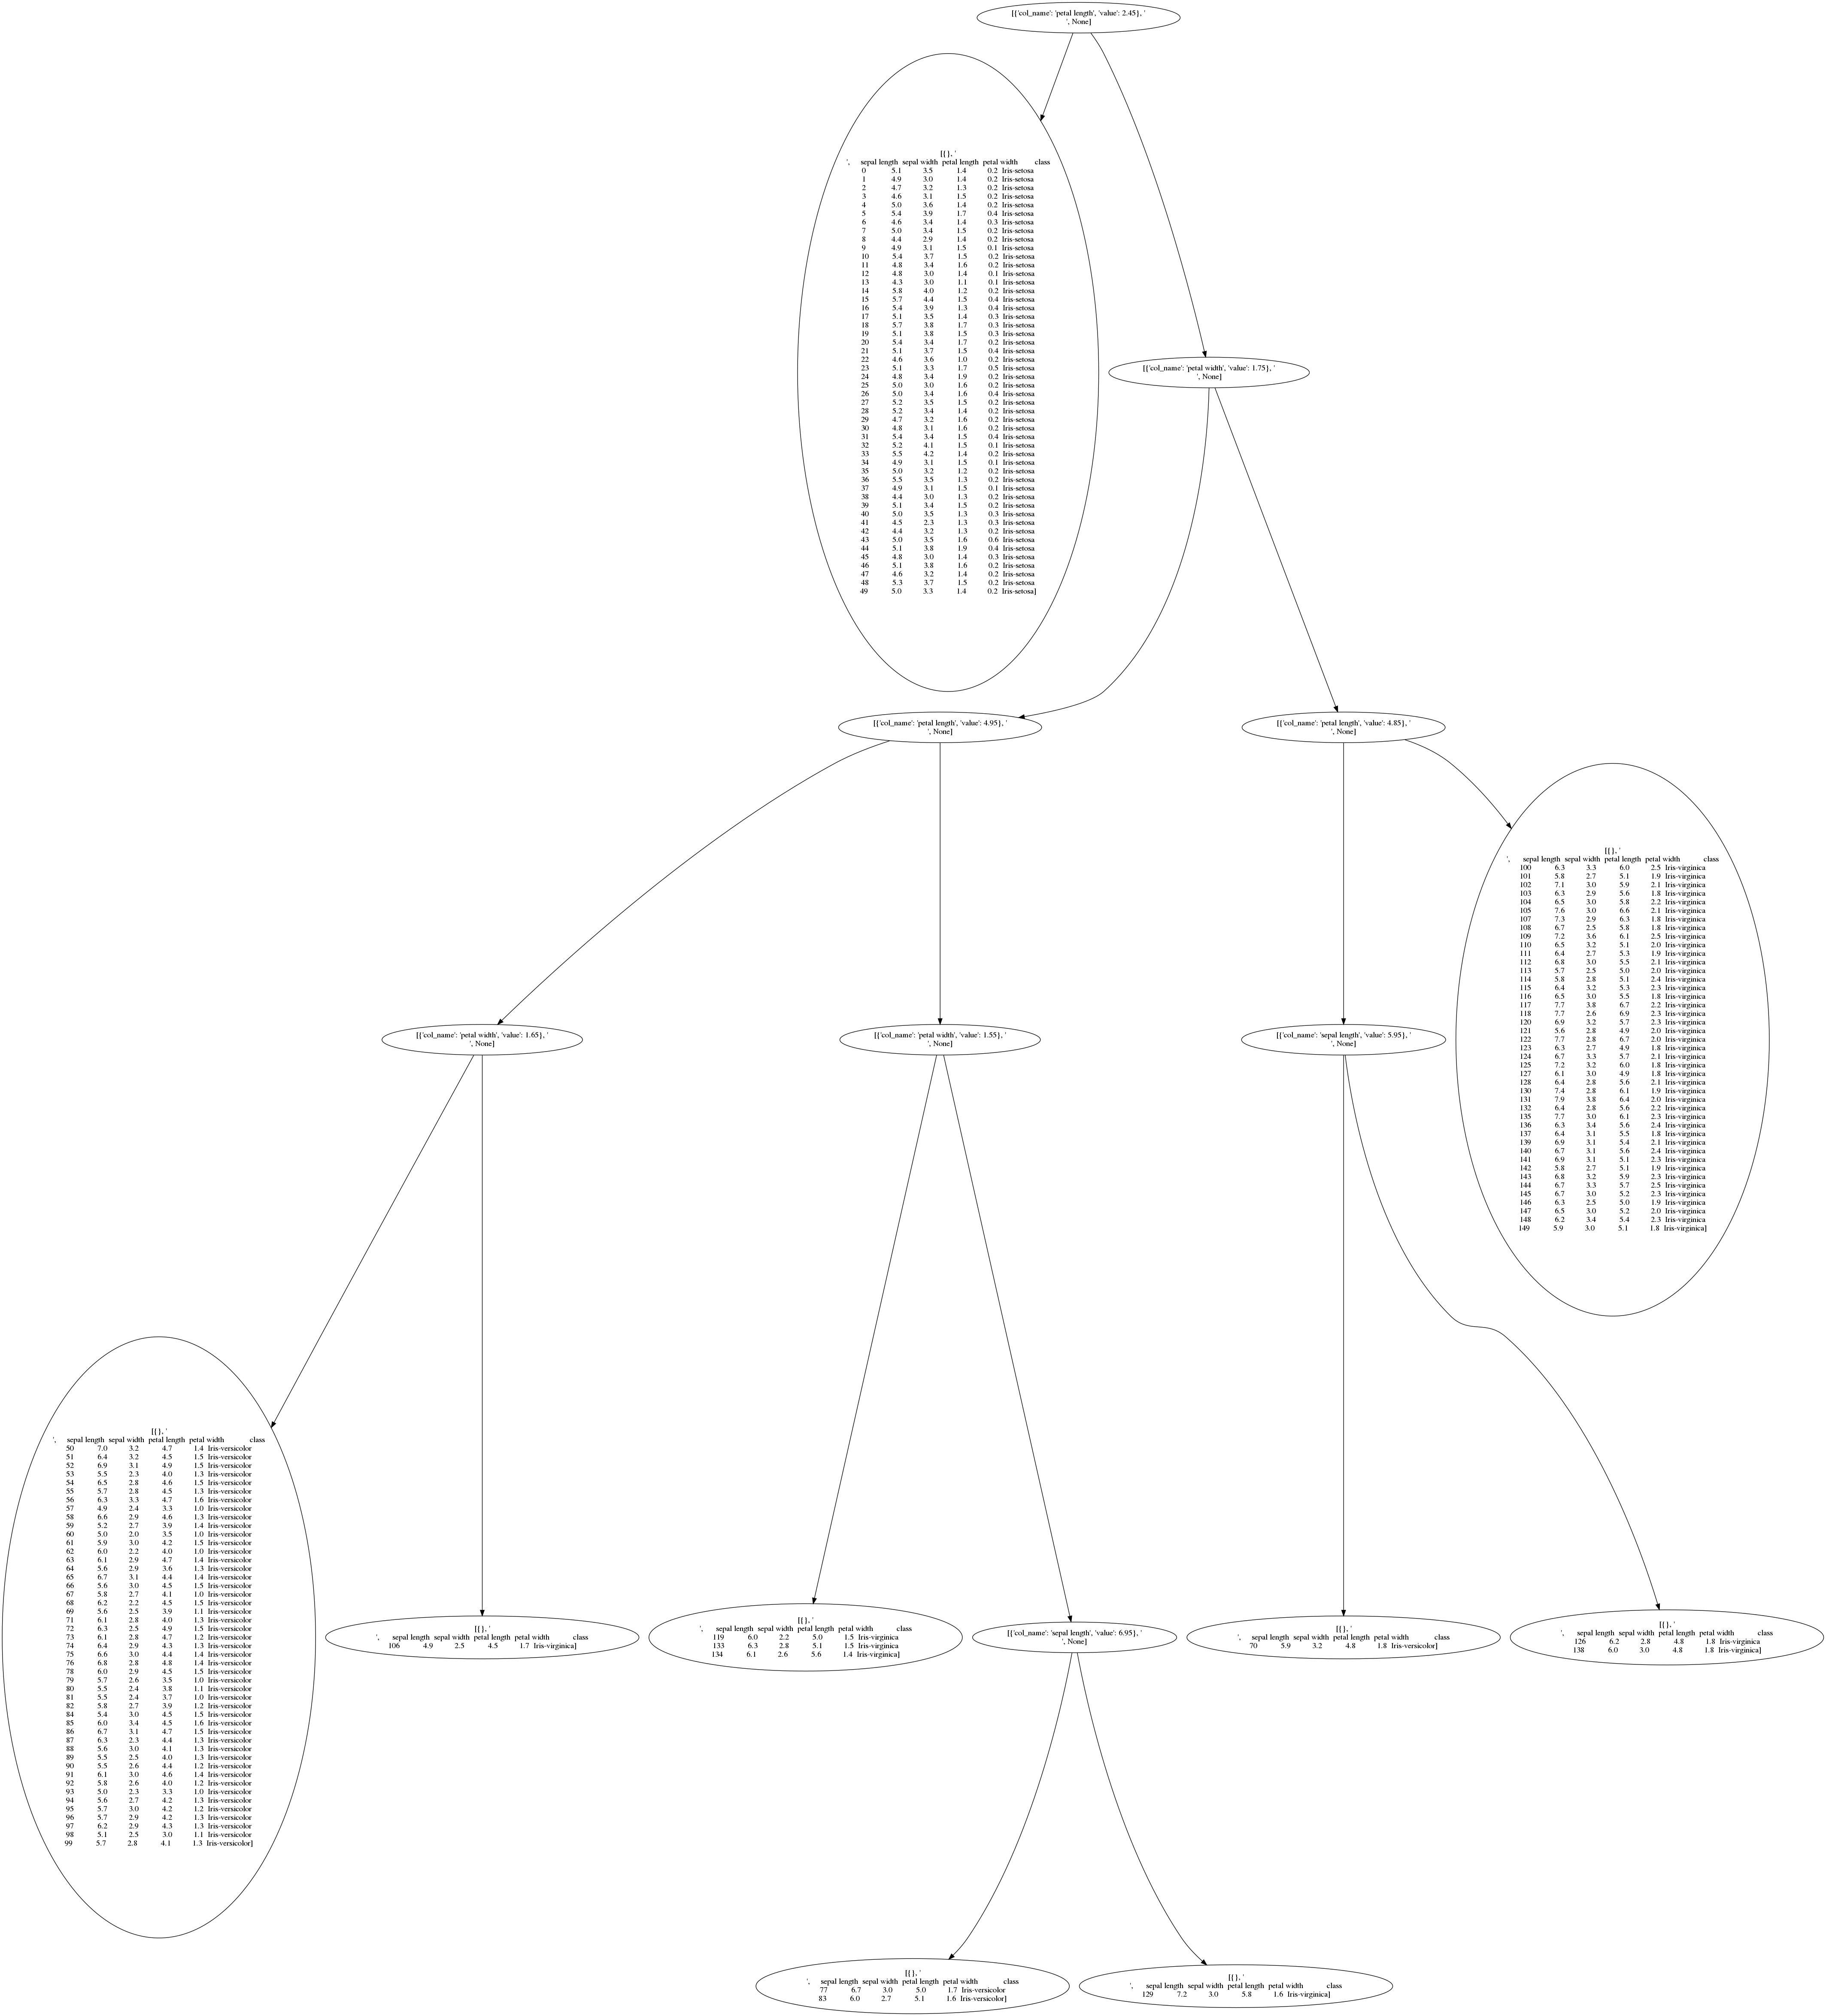 [{'col_name': 'petal length', 'value': 2.45}, '
', None]
[{}, '
', sepal length sepal width petal length petal width class
0 5.1 3.5 1.4 0.2 Iris-setosa
1 4.9 3.0 1.4 0.2 Iris-setosa
2 4.7 3.2 1.3 0.2 Iris-setosa
3 4.6 3.1 1.5 0.2 Iris-setosa
4 5.0 3.6 1.4 0.2 Iris-setosa
5 5.4 3.9 1.7 0.4 Iris-setosa
6 4.6 3.4 1.4 0.3 Iris-setosa
7 5.0 3.4 1.5 0.2 Iris-setosa
8 4.4 2.9 1.4 0.2 Iris-setosa
9 4.9 3.1 1.5 0.1 Iris-setosa
10 5.4 3.7 1.5 0.2 Iris-setosa
11 4.8 3.4 1.6 0.2 Iris-setosa
12 4.8 3.0 1.4 0.1 Iris-setosa
13 4.3 3.0 1.1 0.1 Iris-setosa
14 5.8 4.0 1.2 0.2 Iris-setosa
15 5.7 4.4 1.5 0.4 Iris-setosa
16 5.4 3.9 1.3 0.4 Iris-setosa
17 5.1 3.5 1.4 0.3 Iris-setosa
18 5.7 3.8 1.7 0.3 Iris-setosa
19 5.1 3.8 1.5 0.3 Iris-setosa
20 5.4 3.4 1.7 0.2 Iris-setosa
21 5.1 3.7 1.5 0.4 Iris-setosa
22 4.6 3.6 1.0 0.2 Iris-setosa
23 5.1 3.3 1.7 0.5 Iris-setosa
24 4.8 3.4 1.9 0.2 Iris-setosa
25 5.0 3.0 1.6 0.2 Iris-setosa
26 5.0 3.4 1.6 0.4 Iris-setosa
27 5.2 3.5 1.5 0.2 Iris-setosa
28 5.2 3.4 1.4 0.2 Iris-setosa
29 4.7 3.2 1.6 0.2 Iris-setosa
30 4.8 3.1 1.6 0.2 Iris-setosa
31 5.4 3.4 1.5 0.4 Iris-setosa
32 5.2 4.1 1.5 0.1 Iris-setosa
33 5.5 4.2 1.4 0.2 Iris-setosa
34 4.9 3.1 1.5 0.1 Iris-setosa
35 5.0 3.2 1.2 0.2 Iris-setosa
36 5.5 3.5 1.3 0.2 Iris-setosa
37 4.9 3.1 1.5 0.1 Iris-setosa
38 4.4 3.0 1.3 0.2 Iris-setosa
39 5.1 3.4 1.5 0.2 Iris-setosa
40 5.0 3.5 1.3 0.3 Iris-setosa
41 4.5 2.3 1.3 0.3 Iris-setosa
42 4.4 3.2 1.3 0.2 Iris-setosa
43 5.0 3.5 1.6 0.6 Iris-setosa
44 5.1 3.8 1.9 0.4 Iris-setosa
45 4.8 3.0 1.4 0.3 Iris-setosa
46 5.1 3.8 1.6 0.2 Iris-setosa
47 4.6 3.2 1.4 0.2 Iris-setosa
48 5.3 3.7 1.5 0.2 Iris-setosa
49 5.0 3.3 1.4 0.2 Iris-setosa]
[{'col_name': 'petal width', 'value': 1.75}, '
', None]
[{'col_name': 'petal length', 'value': 4.95}, '
', None]
[{'col_name': 'petal length', 'value': 4.85}, '
', None]
[{'col_name': 'petal width', 'value': 1.65}, '
', None]
[{'col_name': 'petal width', 'value': 1.55}, '
', None]
[{'col_name': 'sepal length', 'value': 5.95}, '
', None]
[{}, '
', sepal length sepal width petal length petal width class
100 6.3 3.3 6.0 2.5 Iris-virginica
101 5.8 2.7 5.1 1.9 Iris-virginica
102 7.1 3.0 5.9 2.1 Iris-virginica
103 6.3 2.9 5.6 1.8 Iris-virginica
104 6.5 3.0 5.8 2.2 Iris-virginica
105 7.6 3.0 6.6 2.1 Iris-virginica
107 7.3 2.9 6.3 1.8 Iris-virginica
108 6.7 2.5 5.8 1.8 Iris-virginica
109 7.2 3.6 6.1 2.5 Iris-virginica
110 6.5 3.2 5.1 2.0 Iris-virginica
111 6.4 2.7 5.3 1.9 Iris-virginica
112 6.8 3.0 5.5 2.1 Iris-virginica
113 5.7 2.5 5.0 2.0 Iris-virginica
114 5.8 2.8 5.1 2.4 Iris-virginica
115 6.4 3.2 5.3 2.3 Iris-virginica
116 6.5 3.0 5.5 1.8 Iris-virginica
117 7.7 3.8 6.7 2.2 Iris-virginica
118 7.7 2.6 6.9 2.3 Iris-virginica
120 6.9 3.2 5.7 2.3 Iris-virginica
121 5.6 2.8 4.9 2.0 Iris-virginica
122 7.7 2.8 6.7 2.0 Iris-virginica
123 6.3 2.7 4.9 1.8 Iris-virginica
124 6.7 3.3 5.7 2.1 Iris-virginica
125 7.2 3.2 6.0 1.8 Iris-virginica
127 6.1 3.0 4.9 1.8 Iris-virginica
128 6.4 2.8 5.6 2.1 Iris-virginica
130 7.4 2.8 6.1 1.9 Iris-virginica
131 7.9 3.8 6.4 2.0 Iris-virginica
132 6.4 2.8 5.6 2.2 Iris-virginica
135 7.7 3.0 6.1 2.3 Iris-virginica
136 6.3 3.4 5.6 2.4 Iris-virginica
137 6.4 3.1 5.5 1.8 Iris-virginica
139 6.9 3.1 5.4 2.1 Iris-virginica
140 6.7 3.1 5.6 2.4 Iris-virginica
141 6.9 3.1 5.1 2.3 Iris-virginica
142 5.8 2.7 5.1 1.9 Iris-virginica
143 6.8 3.2 5.9 2.3 Iris-virginica
144 6.7 3.3 5.7 2.5 Iris-virginica
145 6.7 3.0 5.2 2.3 Iris-virginica
146 6.3 2.5 5.0 1.9 Iris-virginica
147 6.5 3.0 5.2 2.0 Iris-virginica
148 6.2 3.4 5.4 2.3 Iris-virginica
149 5.9 3.0 5.1 1.8 Iris-virginica]
[{}, '
', sepal length sepal width petal length petal width class
50 7.0 3.2 4.7 1.4 Iris-versicolor
51 6.4 3.2 4.5 1.5 Iris-versicolor
52 6.9 3.1 4.9 1.5 Iris-versicolor
53 5.5 2.3 4.0 1.3 Iris-versicolor
54 6.5 2.8 4.6 1.5 Iris-versicolor
55 5.7 2.8 4.5 1.3 Iris-versicolor
56 6.3 3.3 4.7 1.6 Iris-versicolor
57 4.9 2.4 3.3 1.0 Iris-versicolor
58 6.6 2.9 4.6 1.3 Iris-versicolor
59 5.2 2.7 3.9 1.4 Iris-versicolor
60 5.0 2.0 3.5 1.0 Iris-versicolor
61 5.9 3.0 4.2 1.5 Iris-versicolor
62 6.0 2.2 4.0 1.0 Iris-versicolor
63 6.1 2.9 4.7 1.4 Iris-versicolor
64 5.6 2.9 3.6 1.3 Iris-versicolor
65 6.7 3.1 4.4 1.4 Iris-versicolor
66 5.6 3.0 4.5 1.5 Iris-versicolor
67 5.8 2.7 4.1 1.0 Iris-versicolor
68 6.2 2.2 4.5 1.5 Iris-versicolor
69 5.6 2.5 3.9 1.1 Iris-versicolor
71 6.1 2.8 4.0 1.3 Iris-versicolor
72 6.3 2.5 4.9 1.5 Iris-versicolor
73 6.1 2.8 4.7 1.2 Iris-versicolor
74 6.4 2.9 4.3 1.3 Iris-versicolor
75 6.6 3.0 4.4 1.4 Iris-versicolor
76 6.8 2.8 4.8 1.4 Iris-versicolor
78 6.0 2.9 4.5 1.5 Iris-versicolor
79 5.7 2.6 3.5 1.0 Iris-versicolor
80 5.5 2.4 3.8 1.1 Iris-versicolor
81 5.5 2.4 3.7 1.0 Iris-versicolor
82 5.8 2.7 3.9 1.2 Iris-versicolor
84 5.4 3.0 4.5 1.5 Iris-versicolor
85 6.0 3.4 4.5 1.6 Iris-versicolor
86 6.7 3.1 4.7 1.5 Iris-versicolor
87 6.3 2.3 4.4 1.3 Iris-versicolor
88 5.6 3.0 4.1 1.3 Iris-versicolor
89 5.5 2.5 4.0 1.3 Iris-versicolor
90 5.5 2.6 4.4 1.2 Iris-versicolor
91 6.1 3.0 4.6 1.4 Iris-versicolor
92 5.8 2.6 4.0 1.2 Iris-versicolor
93 5.0 2.3 3.3 1.0 Iris-versicolor
94 5.6 2.7 4.2 1.3 Iris-versicolor
95 5.7 3.0 4.2 1.2 Iris-versicolor
96 5.7 2.9 4.2 1.3 Iris-versicolor
97 6.2 2.9 4.3 1.3 Iris-versicolor
98 5.1 2.5 3.0 1.1 Iris-versicolor
99 5.7 2.8 4.1 1.3 Iris-versicolor]
[{}, '
', sepal length sepal width petal length petal width class
106 4.9 2.5 4.5 1.7 Iris-virginica]
[{}, '
', sepal length sepal width petal length petal width class
119 6.0 2.2 5.0 1.5 Iris-virginica
133 6.3 2.8 5.1 1.5 Iris-virginica
134 6.1 2.6 5.6 1.4 Iris-virginica]
[{'col_name': 'sepal length', 'value': 6.95}, '
', None]
[{}, '
', sepal length sepal width petal length petal width class
70 5.9 3.2 4.8 1.8 Iris-versicolor]
[{}, '
', sepal length sepal width petal length petal width class
126 6.2 2.8 4.8 1.8 Iris-virginica
138 6.0 3.0 4.8 1.8 Iris-virginica]
[{}, '
', sepal length sepal width petal length petal width class
77 6.7 3.0 5.0 1.7 Iris-versicolor
83 6.0 2.7 5.1 1.6 Iris-versicolor]
[{}, '
', sepal length sepal width petal length petal width class
129 7.2 3.0 5.8 1.6 Iris-virginica]